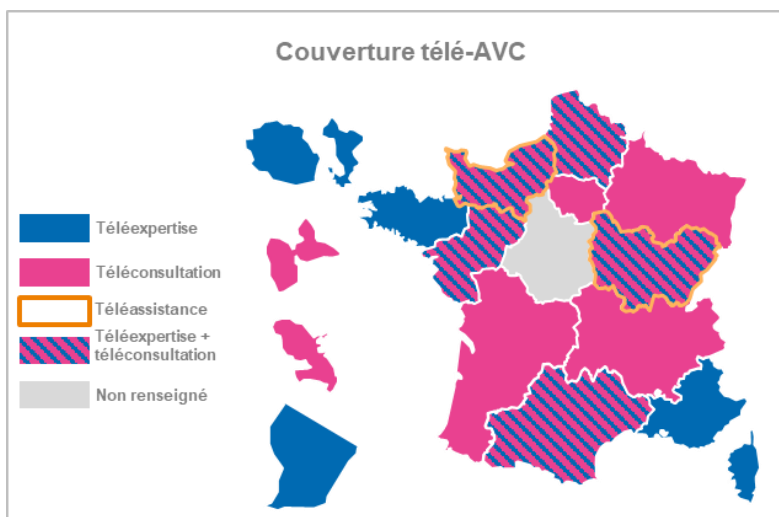 Couverture télé-AVC
Téléexpertise
Téléconsultation
Téléassistance
Téléexpertise +
téléconsultation
Non renseigné